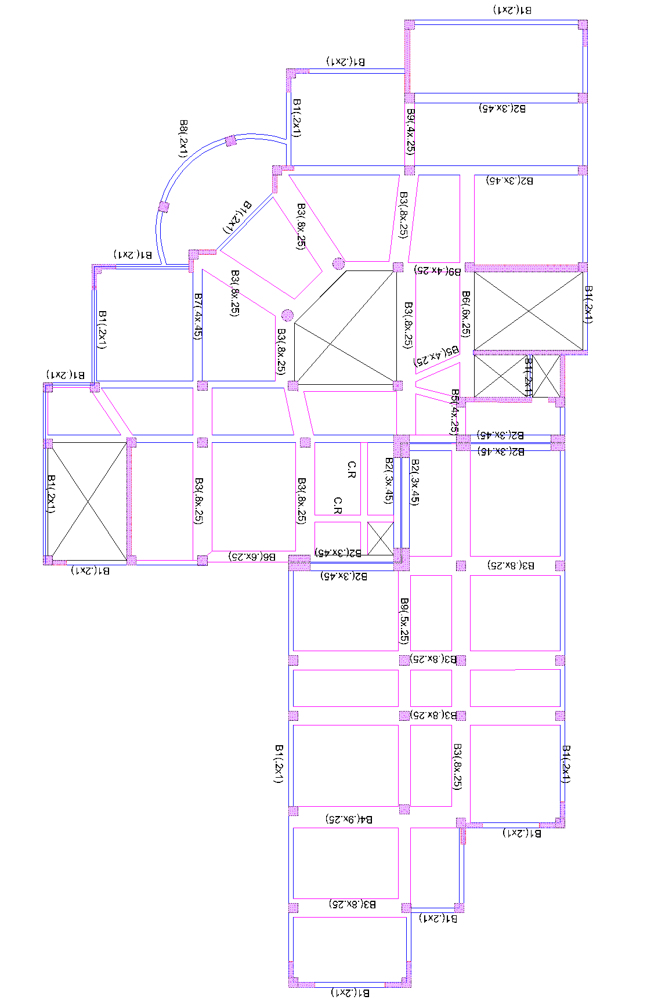 B1(.2x1)
B1(.2x1)
B1(.2x1)
B2(.3x.45)
B9(.4x.25)
B8(.2x1)
B2(.3x.45)
B3(.8x.25)
B3(.8x.25)
B1(.2x1)
B1(.2x1)
B9(.4x.25)
B3(.8x.25)
B7(.4x.45)
B1(.2x1)
B3(.8x.25)
B6(.6x.25)
B1(.2x1)
B3(.8x.25)
B5(.4x.25)
B1(.2x1)
B1(.2x1)
B5(.4x.25)
B2(.3x.45)
B2(.3x.45)
C.R
B2(.3x.45)
B2(.3x.45)
B1(.2x1)
B3(.8x.25)
B3(.8x.25)
C.R
B2(.3x.45)
B6(.6x.25)
B3(.8x.25)
B1(.2x1)
B2(.3x.45)
B9(.5x.25)
B3(.8x.25)
B3(.8x.25)
B1(.2x1)
B3(.8x.25)
B1(.2x1)
B4(.9x.25)
B1(.2x1)
B3(.8x.25)
B1(.2x1)
B1(.2x1)